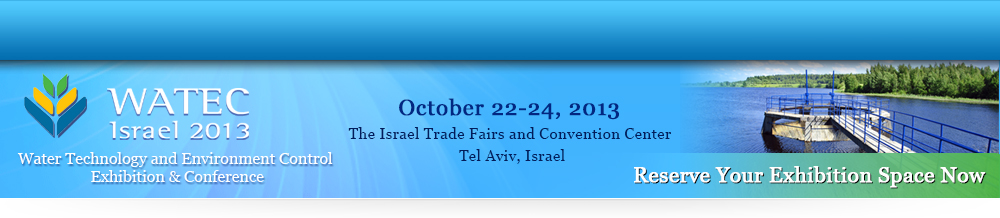 WATEC
Israel 2013
Water Technology and Environment Control
Exhibition & Conference
October 22-24, 2013
The Israel Trade Fairs and Convention Center
Tel Aviv, Israel
Reserve Your Exhibition Space Now